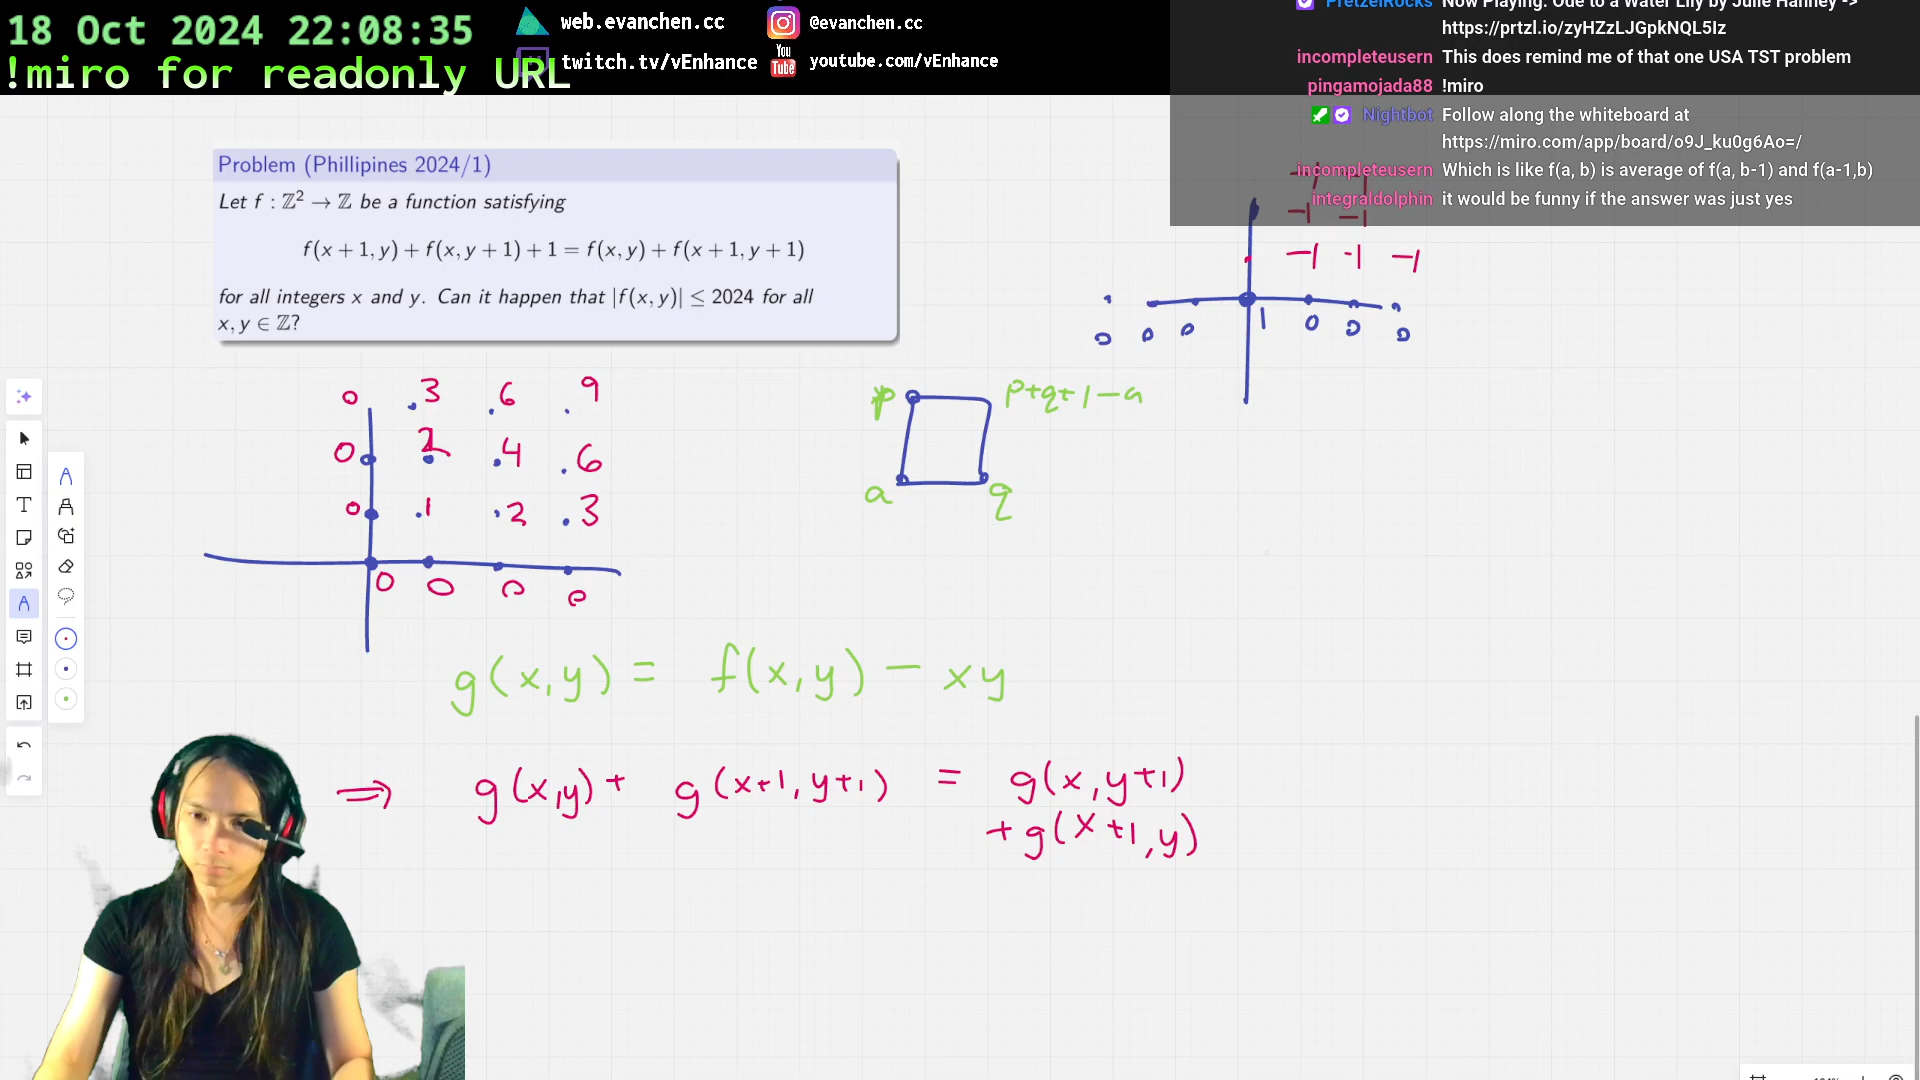 18 Oct 2024 22:08:35
!miro for readonly URL
web.evanchen.cc
@evanchen.cc
twitch.tv/vEnhance
You Tube
youtube.com/vEnhance
PretzelRocks Now Playing: Ode to a Water Lily by Julie Hanney ->
https://prtzl.io/zyHZzLJGpkNQL5Iz
incompleteusern This does remind me of that one USA TST problem
pingamojada88 !miro
Nightbot Follow along the whiteboard at
https://miro.com/app/board/o9J_ku0g6Ao=/
incompleteusern Which is like f(a, b) is average of f(a, b-1) and f(a-1,b)
integraldolphin it would be funny if the answer was just yes
Problem (Phillipines 2024/1)
Let f : ℤ² → ℤ be a function satisfying
f(x + 1, y) + f(x, y + 1) + 1 = f(x, y) + f(x + 1, y + 1)
for all integers x and y. Can it happen that |f(x, y)| ≤ 2024 for all
x, y ∈ ℤ?
-1 -1
-1 -1 -1
0 0 0 1 0 0 0
0 3 6 9
0 2 4 6
0 1 2 3
0 0 0 0
p p+q+1-a
a q
g(x,y) = f(x,y) - xy
⇒ g(x,y) + g(x+1, y+1) = g(x, y+1)
+ g(x+1, y)